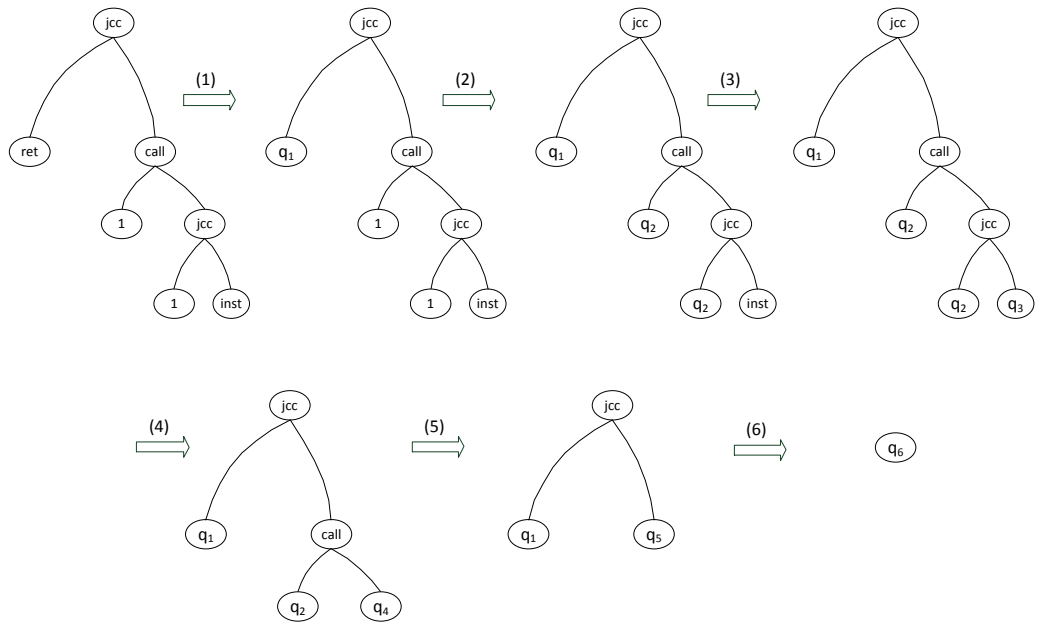 jcc jcc jcc jcc
(1) (2) (3)
ret call q₁ call q₁ call q₁ call
1 jcc 1 jcc q₂ jcc q₂ jcc
1 inst 1 inst q₂ inst q₂ q₃
jcc jcc
(4) (5) (6)
q₆
q₁ call q₁ q₅
q₂ q₄